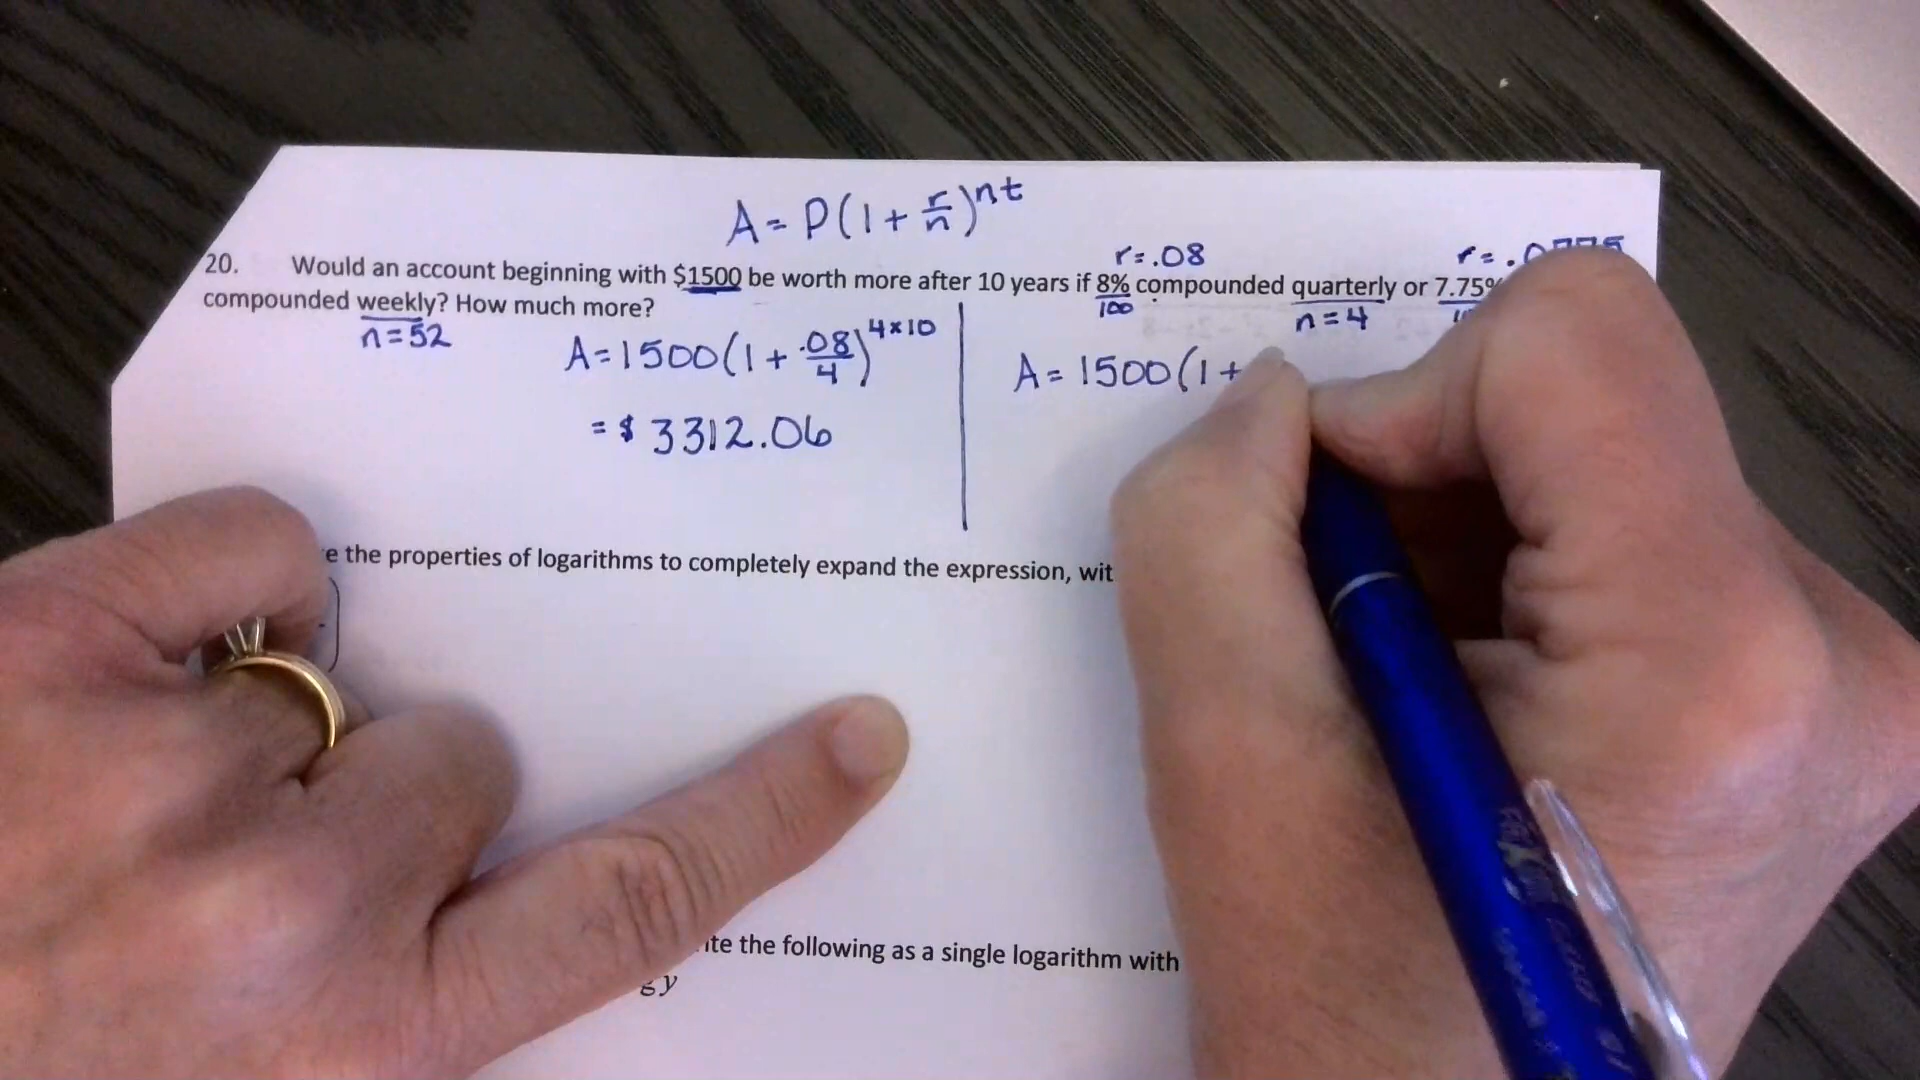 A = P(1 + r/n)^nt
r = .08
r = .0775
20. Would an account beginning with $1500 be worth more after 10 years if 8% compounded quarterly or 7.75%
100
compounded weekly? How much more?
n = 4
n = 52
A = 1500(1 + .08/4)^4×10
A = 1500(1 +
= $ 3312.06
e the properties of logarithms to completely expand the expression, wit
ite the following as a single logarithm with
g y